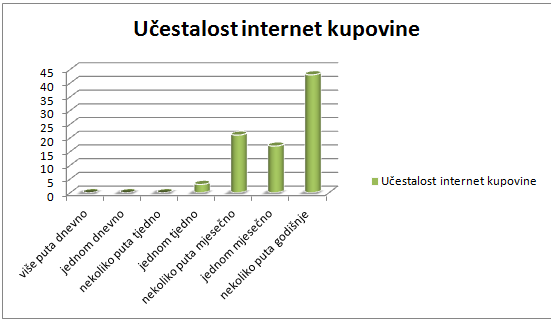 Učestalost internet kupovine
45
40
35
30
25
20
15
10
5
0
više puta dnevno
jednom dnevno
nekoliko puta tjedno
jednom tjedno
nekoliko puta mjesečno
jednom mjesečno
nekoliko puta godišnje
Učestalost internet kupovine